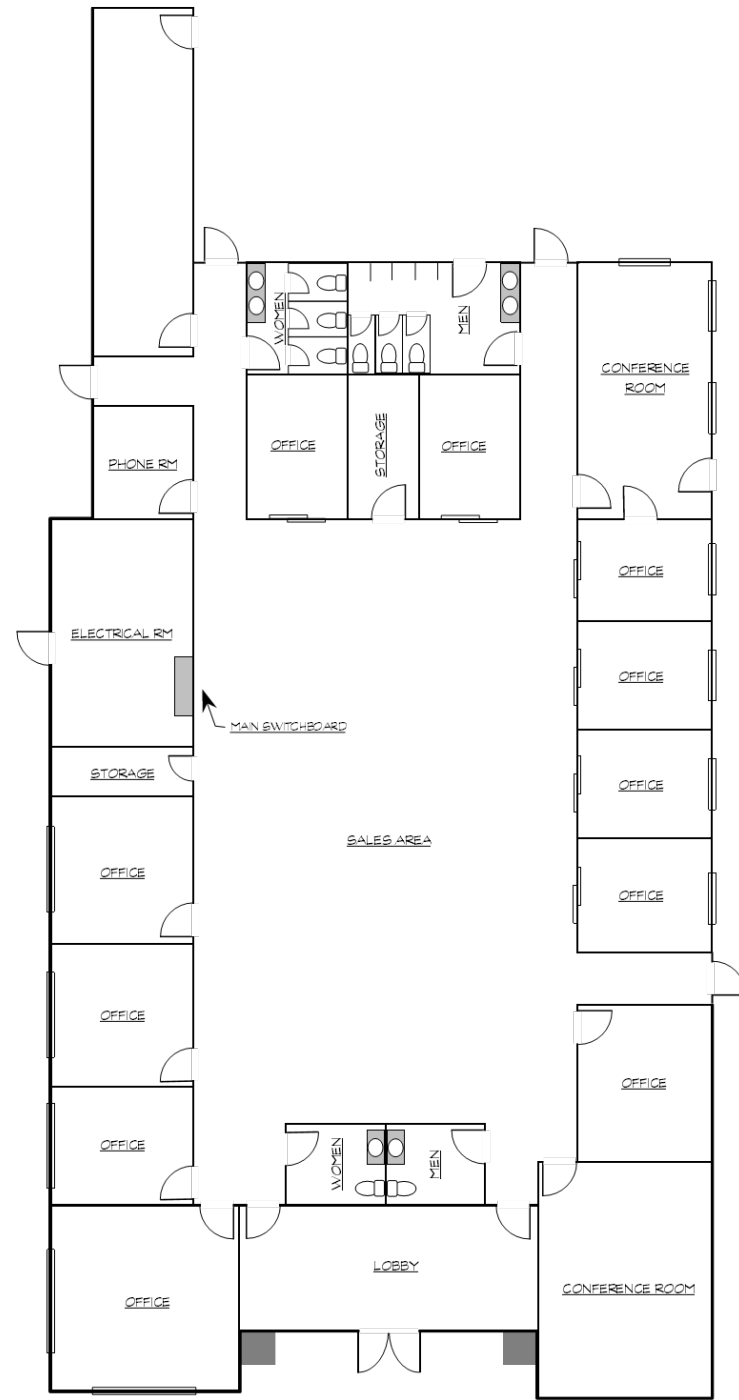 WOMEN
MEN
CONFERENCE
ROOM
OFFICE
STORAGE
OFFICE
PHONE RM
OFFICE
ELECTRICAL RM
OFFICE
MAIN SWITCHBOARD
STORAGE
OFFICE
SALES AREA
OFFICE
OFFICE
OFFICE
OFFICE
OFFICE
WOMEN
MEN
LOBBY
CONFERENCE ROOM
OFFICE